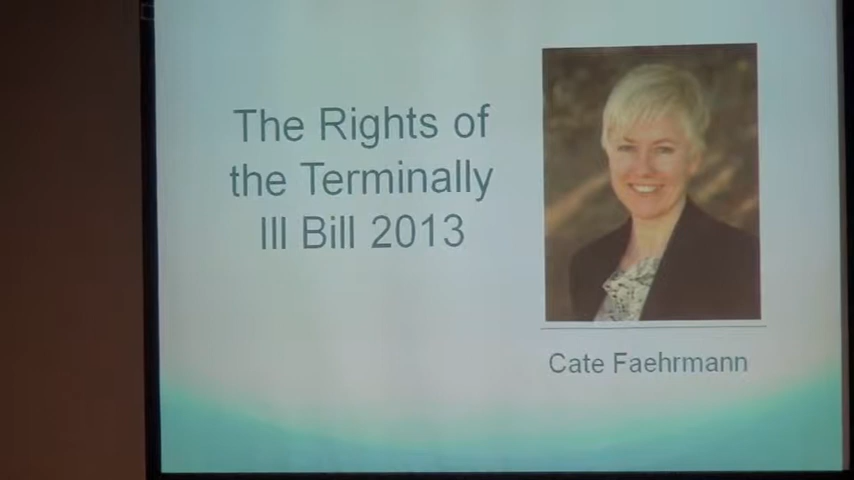 The Rights of
the Terminally
Ill Bill 2013
Cate Faehrmann